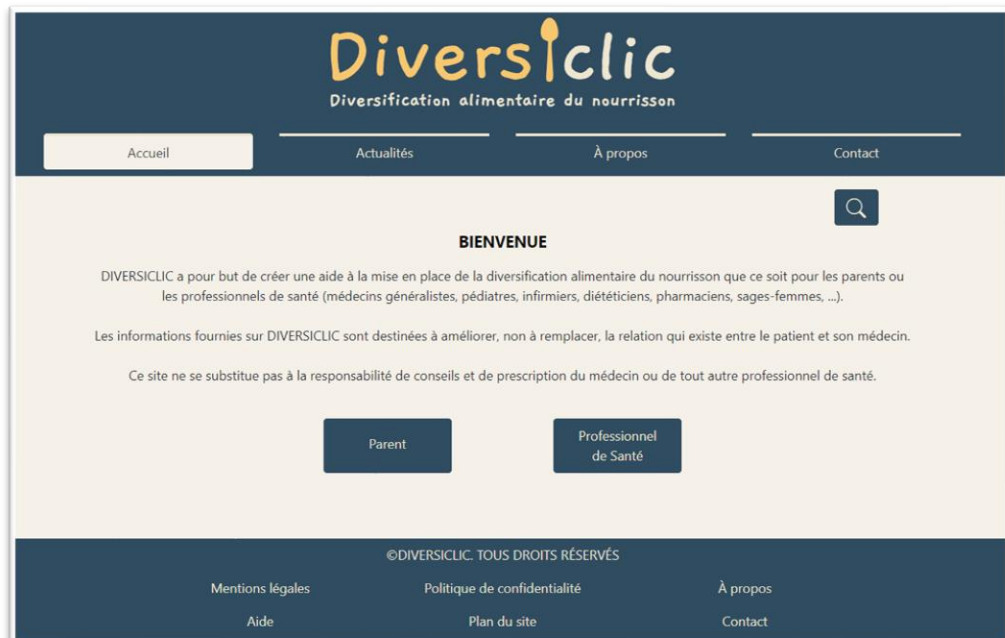 Diversiclic
Diversification alimentaire du nourrisson
Accueil
Actualités
À propos
Contact
BIENVENUE
DIVERSICLIC a pour but de créer une aide à la mise en place de la diversification alimentaire du nourrisson que ce soit pour les parents ou
les professionnels de santé (médecins généralistes, pédiatres, infirmiers, diététiciens, pharmaciens, sages-femmes, ...).
Les informations fournies sur DIVERSICLIC sont destinées à améliorer, non à remplacer, la relation qui existe entre le patient et son médecin.
Ce site ne se substitue pas à la responsabilité de conseils et de prescription du médecin ou de tout autre professionnel de santé.
Parent
Professionnel
de Santé
©DIVERSICLIC. TOUS DROITS RÉSERVÉS
Mentions légales
Politique de confidentialité
À propos
Aide
Plan du site
Contact